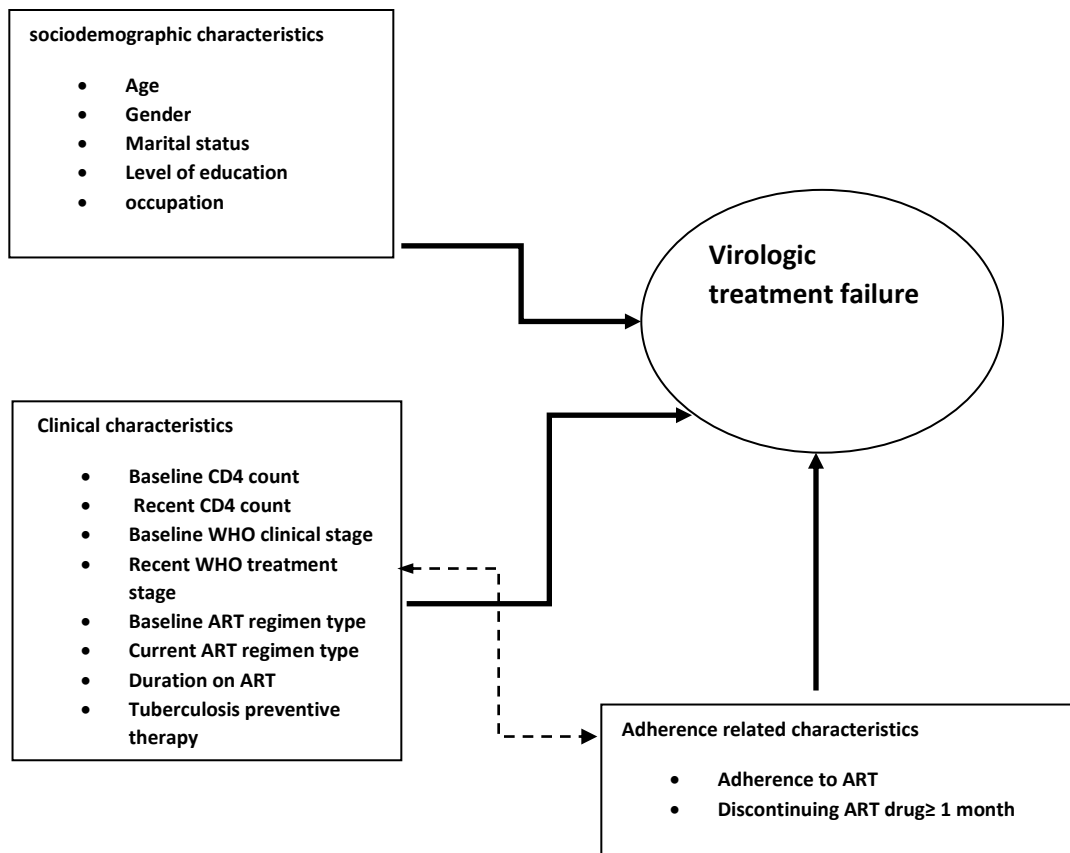 sociodemographic characteristics
• Age
• Gender
• Marital status
• Level of education
• occupation
Virologic
treatment failure
Clinical characteristics
• Baseline CD4 count
• Recent CD4 count
• Baseline WHO clinical stage
• Recent WHO treatment
stage
• Baseline ART regimen type
• Current ART regimen type
• Duration on ART
• Tuberculosis preventive
therapy
Adherence related characteristics
• Adherence to ART
• Discontinuing ART drug≥ 1 month